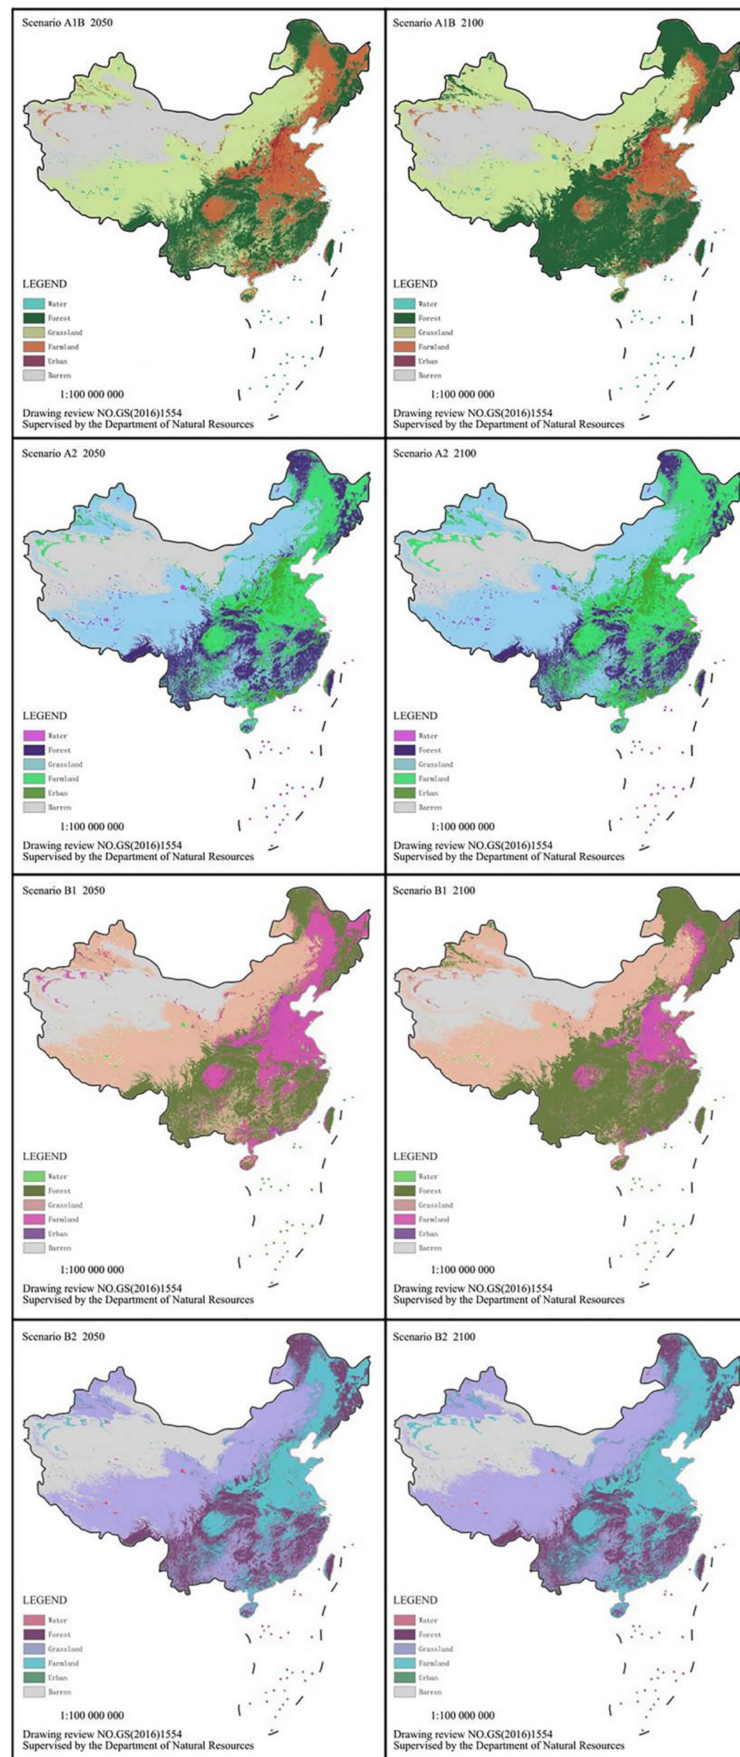 Scenario A1B 2050
LEGEND
Water
Forest
Grassland
Farmland
Urban
Barren
1:100 000 000
Drawing review NO.GS(2016)1554
Supervised by the Department of Natural Resources
Scenario A1B 2100
LEGEND
Water
Forest
Grassland
Farmland
Urban
Barren
1:100 000 000
Drawing review NO.GS(2016)1554
Supervised by the Department of Natural Resources
Scenario A2 2050
LEGEND
Water
Forest
Grassland
Farmland
Urban
Barren
1:100 000 000
Drawing review NO.GS(2016)1554
Supervised by the Department of Natural Resources
Scenario A2 2100
LEGEND
Water
Forest
Grassland
Farmland
Urban
Barren
1:100 000 000
Drawing review NO.GS(2016)1554
Supervised by the Department of Natural Resources
Scenario B1 2050
LEGEND
Water
Forest
Grassland
Farmland
Urban
Barren
1:100 000 000
Drawing review NO.GS(2016)1554
Supervised by the Department of Natural Resources
Scenario B1 2100
LEGEND
Water
Forest
Grassland
Farmland
Urban
Barren
1:100 000 000
Drawing review NO.GS(2016)1554
Supervised by the Department of Natural Resources
Scenario B2 2050
LEGEND
Water
Forest
Grassland
Farmland
Urban
Barren
1:100 000 000
Drawing review NO.GS(2016)1554
Supervised by the Department of Natural Resources
Scenario B2 2100
LEGEND
Water
Forest
Grassland
Farmland
Urban
Barren
1:100 000 000
Drawing review NO.GS(2016)1554
Supervised by the Department of Natural Resources